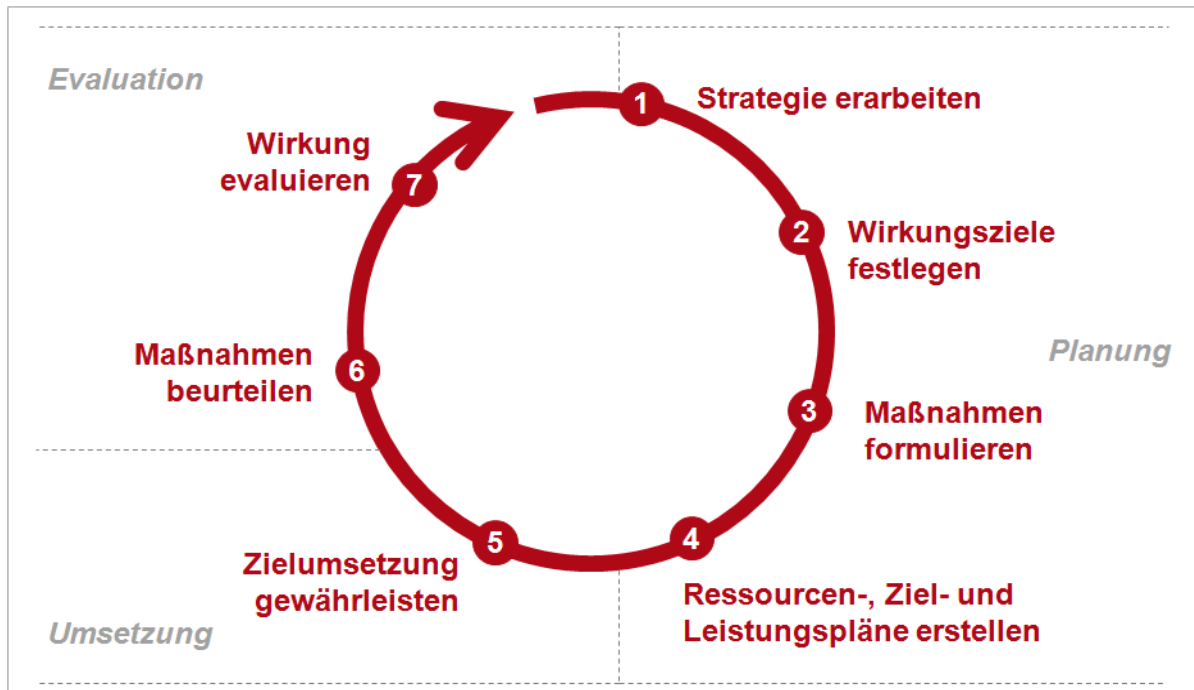 Evaluation
1
Strategie erarbeiten
Wirkung
evaluieren
7
2
Wirkungsziele
festlegen
Planung
Maßnahmen
beurteilen
6
3
Maßnahmen
formulieren
4
Ressourcen-, Ziel- und
Leistungspläne erstellen
5
Zielumsetzung
gewährleisten
Umsetzung